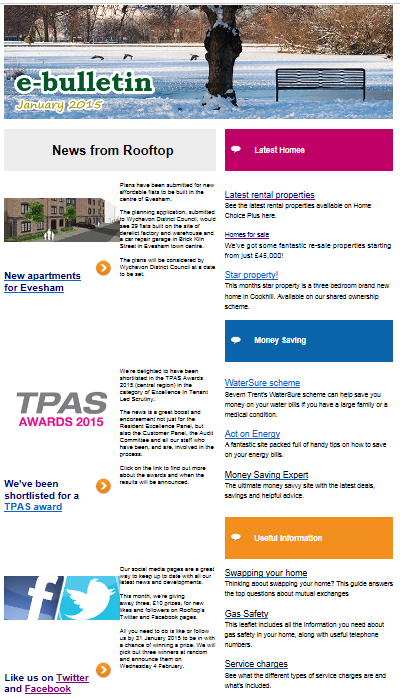 e-bulletin
January 2015
News from Rooftop
Plans have been submitted for new
affordable flats to be built in the
centre of Evesham.
The planning application, submitted
to Wychavon District Council, would
see 29 flats built on the site of
derelict factory and warehouse and
a car repair garage in Brick Kiln
Street in Evesham town centre.
The plans will be considered by
Wychavon District Council at a date
to be set.
New apartments
for Evesham
We're delighted to have been
shortlisted in the TPAS Awards
2015 (central region) in the
category of Excellence in Tenant
Led Scrutiny.
The news is a great boost and
endorsement not just for the
Resident Excellence Panel, but
also the Customer Panel, the Audit
Committee and all our staff who
have been, and are, involved in the
process.
Click on the link to find out more
about the awards and when the
results will be announced.
TPAS
AWARDS 2015
We've been
shortlisted for a
TPAS award
Our social media pages are a great
way to keep up to date with all our
latest news and developments.
This month, we're giving
away three, £10 prizes, for new
likes and followers on Rooftop's
Twitter and Facebook pages.
All you need to do is like or follow
us by 31 January 2015 to be in with
a chance of winning a prize. We will
pick out three winners at random
and announce them on
Wednesday 4 February.
f
Like us on Twitter
and Facebook
Latest Homes
Latest rental properties
See the latest rental properties available on Home
Choice Plus here.
Homes for sale
We've got some fantastic re-sale properties starting
from just £45,000!
Star property!
This months star property is a three bedroom brand new
home in Cookhill. Available on our shared ownership
scheme.
Money Saving
WaterSure scheme
Severn Trent's WaterSure scheme can help save you
money on your water bills if you have a large family or a
medical condition.
Act on Energy
A fantastic site packed full of handy tips on how to save
on your energy bills.
Money Saving Expert
The ultimate money savvy site with the latest deals,
savings and helpful advice.
Useful Information
Swapping your home
Thinking about swapping your home? This guide answers
the top questions about mutual exchanges
Gas Safety
This leaflet includes all the information you need about
gas safety in your home, along with useful telephone
numbers.
Service charges
See what the different types of service charges are and
what's included.